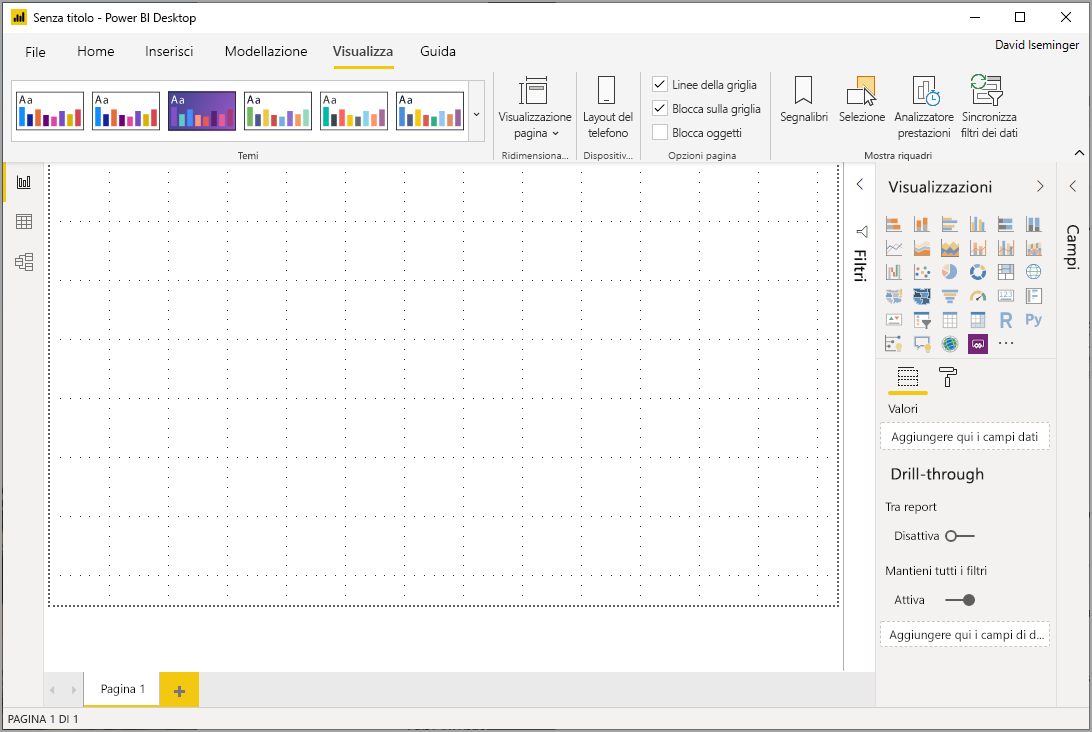 Senza titolo - Power BI Desktop
David Iseminger
File Home Inserisci Modellazione Visualizza Guida
Aa Aa Aa Aa Aa Aa
Temi
Visualizzazione
pagina
Ridimensiona...
Layout del
telefono
Dispositiv...
Linee della griglia
Blocca sulla griglia
Blocca oggetti
Opzioni pagina
Segnalibri
Selezione
Analizzatore
prestazioni
Sincronizza
filtri dei dati
Mostra riquadri
Filtri
Visualizzazioni
123
R Py
Valori
Aggiungere qui i campi dati
Drill-through
Tra report
Disattiva
Mantieni tutti i filtri
Attiva
Aggiungere qui i campi di d...
Campi
Pagina 1
PAGINA 1 DI 1